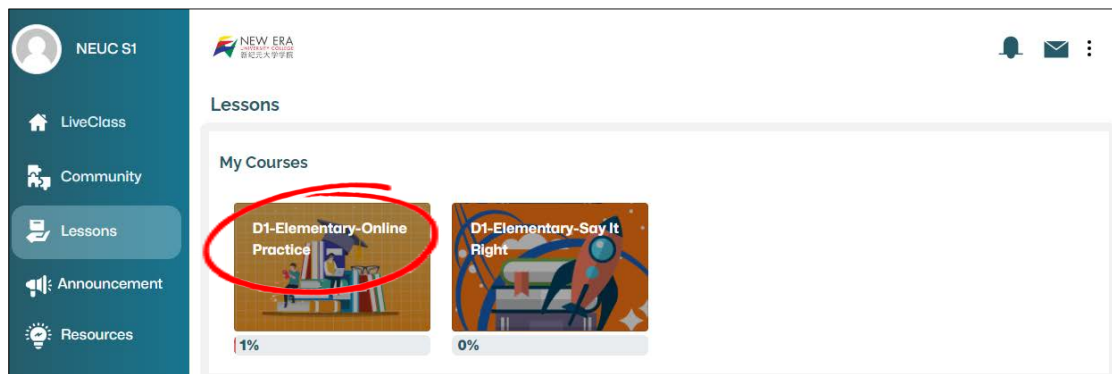 NEUC S1
LiveClass
Community
Lessons
Announcement
Resources
NEW ERA
UNIVERSITY COLLEGE
新纪元大学学院
Lessons
My Courses
D1-Elementary-Online
Practice
1%
D1-Elementary-Say It
Right
0%